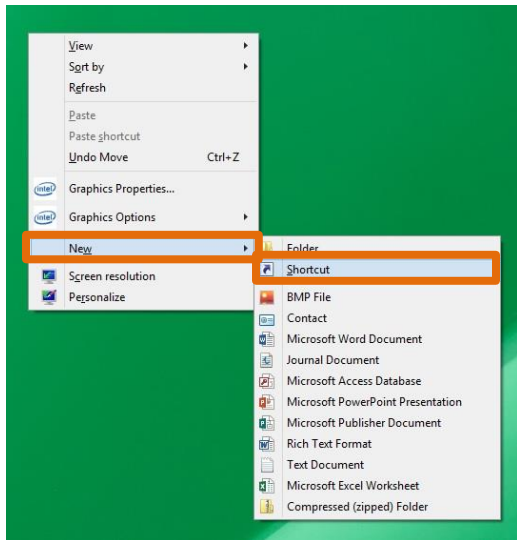 View
Sort by
Refresh
Paste
Paste shortcut
Undo Move Ctrl+Z
intel Graphics Properties...
intel Graphics Options
New
Screen resolution
Personalize
Folder
Shortcut
BMP File
Contact
Microsoft Word Document
Journal Document
Microsoft Access Database
Microsoft PowerPoint Presentation
Microsoft Publisher Document
Rich Text Format
Text Document
Microsoft Excel Worksheet
Compressed (zipped) Folder